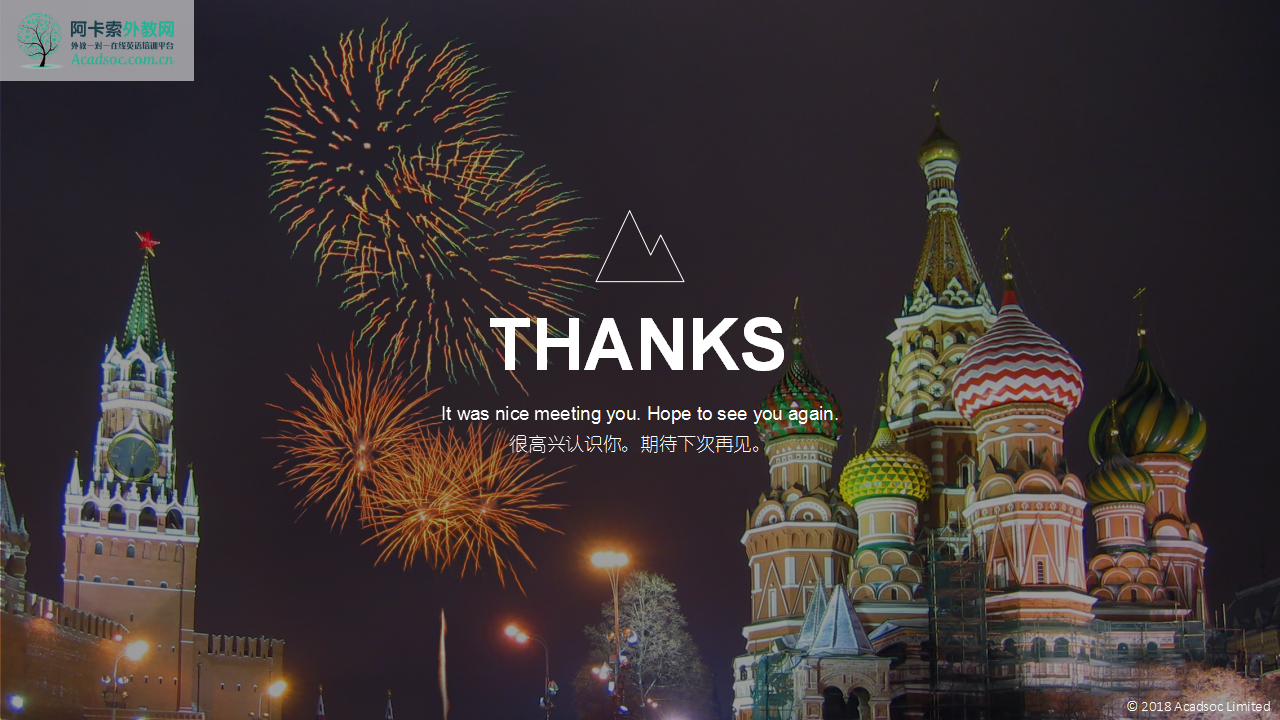 阿卡索外教网
外教一对一在线英语培训平台
Acadsoc.com.cn
THANKS
It was nice meeting you. Hope to see you again.
很高兴认识你。期待下次再见。
© 2018 Acadsoc Limited